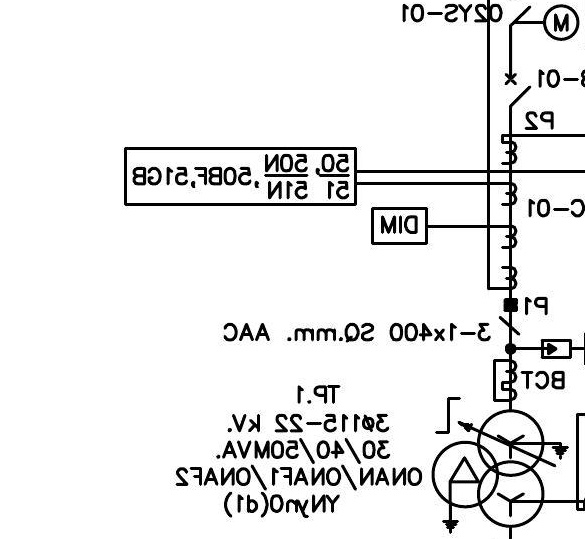 02YS-01
M
B-01
P2
50, 50N, 50BF, 51GB
51 51N
C-01
DIM
P1
3-1x400 SQ.mm. AAC
BCT
TP.1
3ø115-22 kV.
30/40/50MVA.
ONAN/ONAF1/ONAF2
YNyn0(d1)